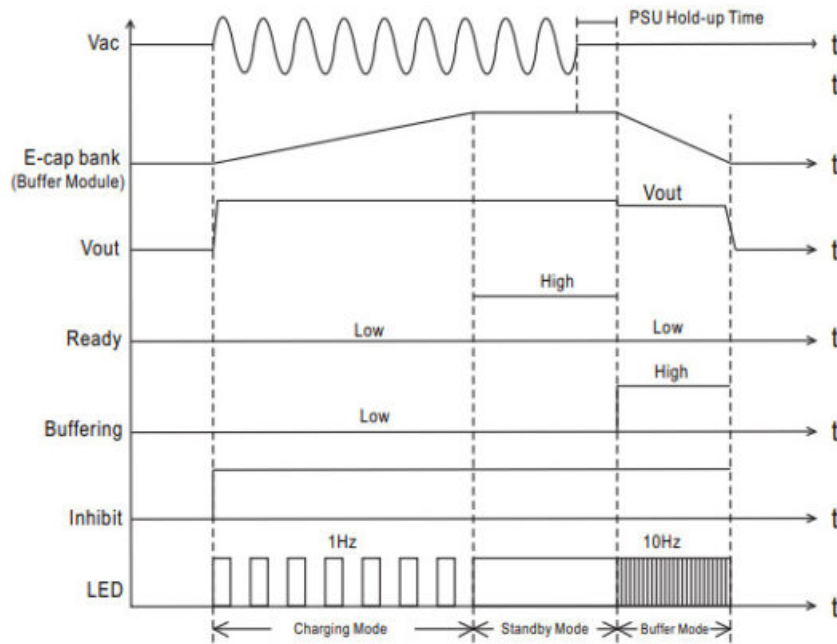 PSU Hold-up Time
Vac
t
t
E-cap bank
(Buffer Module)
t
Vout
Vout
t
High
Ready
Low
Low
t
High
Buffering
Low
t
Inhibit
t
1Hz
10Hz
LED
t
Charging Mode
Standby Mode
Buffer Mode